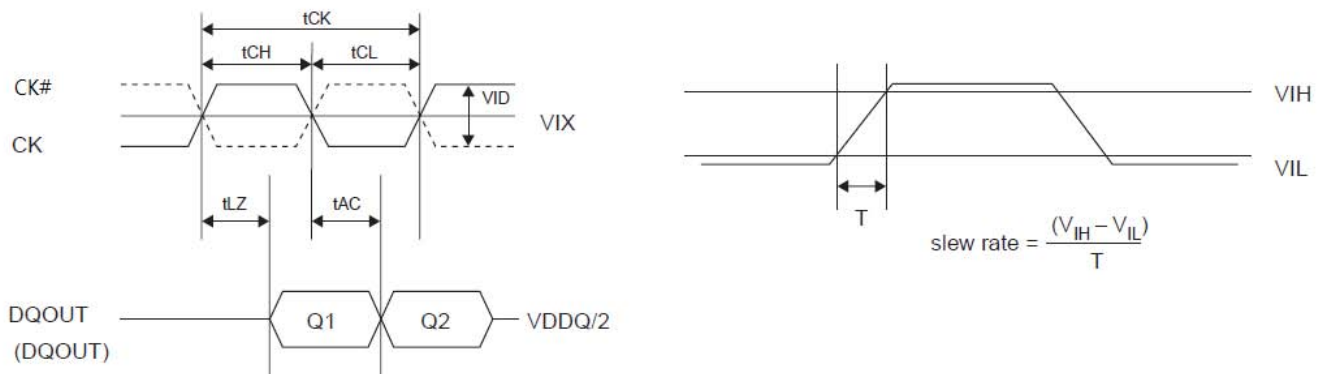 tCK
tCH
tCL
CK#
VID
VIX
CK
tLZ
tAC
DQOUT
(DQOUT)
Q1
Q2
VDDQ/2
VIH
VIL
T
slew rate = (VIH – VIL)
T